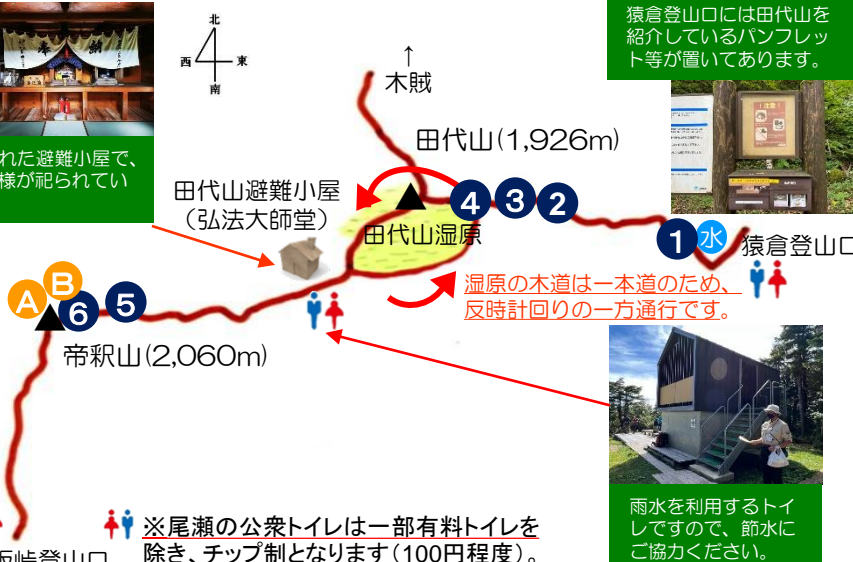 猿倉登山口には田代山を
紹介しているパンフレッ
ト等が置いてあります。
北
西
東
南
↑
木賊
田代山(1,926m)
れた避難小屋で、
様が祀られてい
田代山避難小屋
(弘法大師堂)
田代山湿原
4
3
2
1
水
猿倉登山口
湿原の木道は一本道のため、
反時計回りの一方通行です。
A
B
6
5
帝釈山(2,060m)
※尾瀬の公衆トイレは一部有料トイレを
除き、チップ制となります(100円程度)。
坂峠登山口
雨水を利用するトイ
レですので、節水に
ご協力ください。